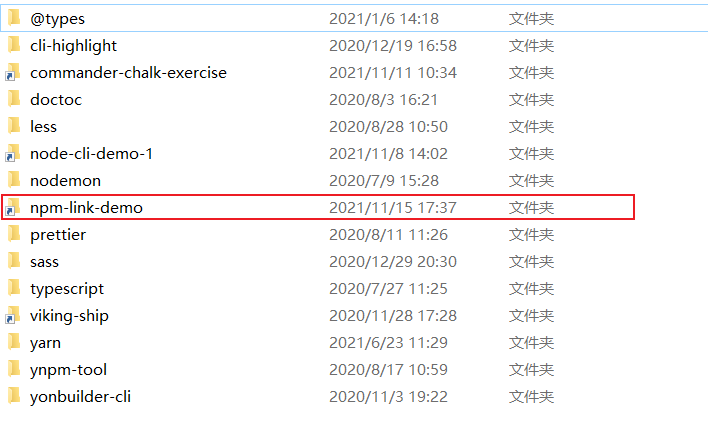 @types 2021/1/6 14:18 文件夹
cli-highlight 2020/12/19 16:58 文件夹
commander-chalk-exercise 2021/11/11 10:34 文件夹
doctoc 2020/8/3 16:21 文件夹
less 2020/8/28 10:50 文件夹
node-cli-demo-1 2021/11/8 14:02 文件夹
nodemon 2020/7/9 15:28 文件夹
npm-link-demo 2021/11/15 17:37 文件夹
prettier 2020/8/11 11:26 文件夹
sass 2020/12/29 20:30 文件夹
typescript 2020/7/27 11:25 文件夹
viking-ship 2020/11/28 17:28 文件夹
yarn 2021/6/23 11:29 文件夹
ynpm-tool 2020/8/17 10:59 文件夹
yonbuilder-cli 2020/11/3 19:22 文件夹